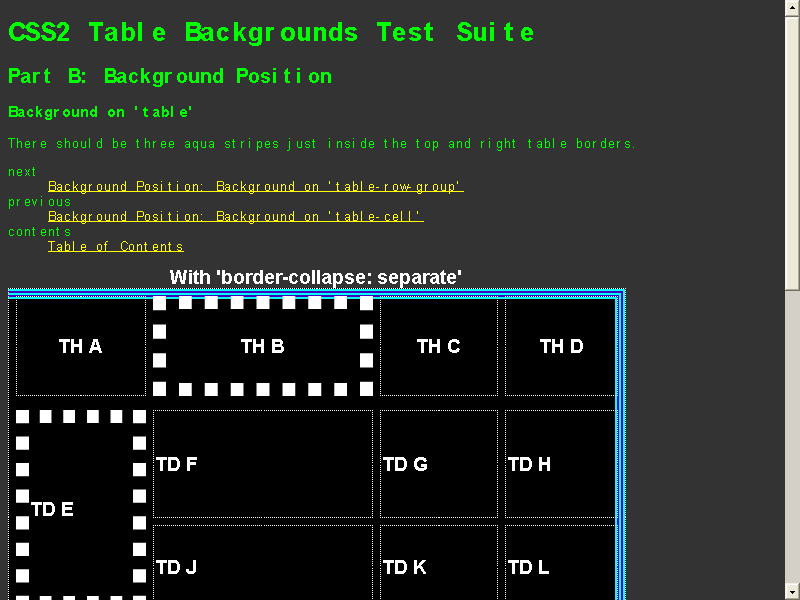 CSS2 Table Backgrounds Test Suite
Part B: Background Position
Background on 'table'
There should be three aqua stripes just inside the top and right table borders.
next
Background Position: Background on 'table-row-group'
previous
Background Position: Background on 'table-cell'
contents
Table of Contents
With 'border-collapse: separate'
TH A TH B TH C TH D
TD F TD G TD H
TD E
TD J TD K TD L